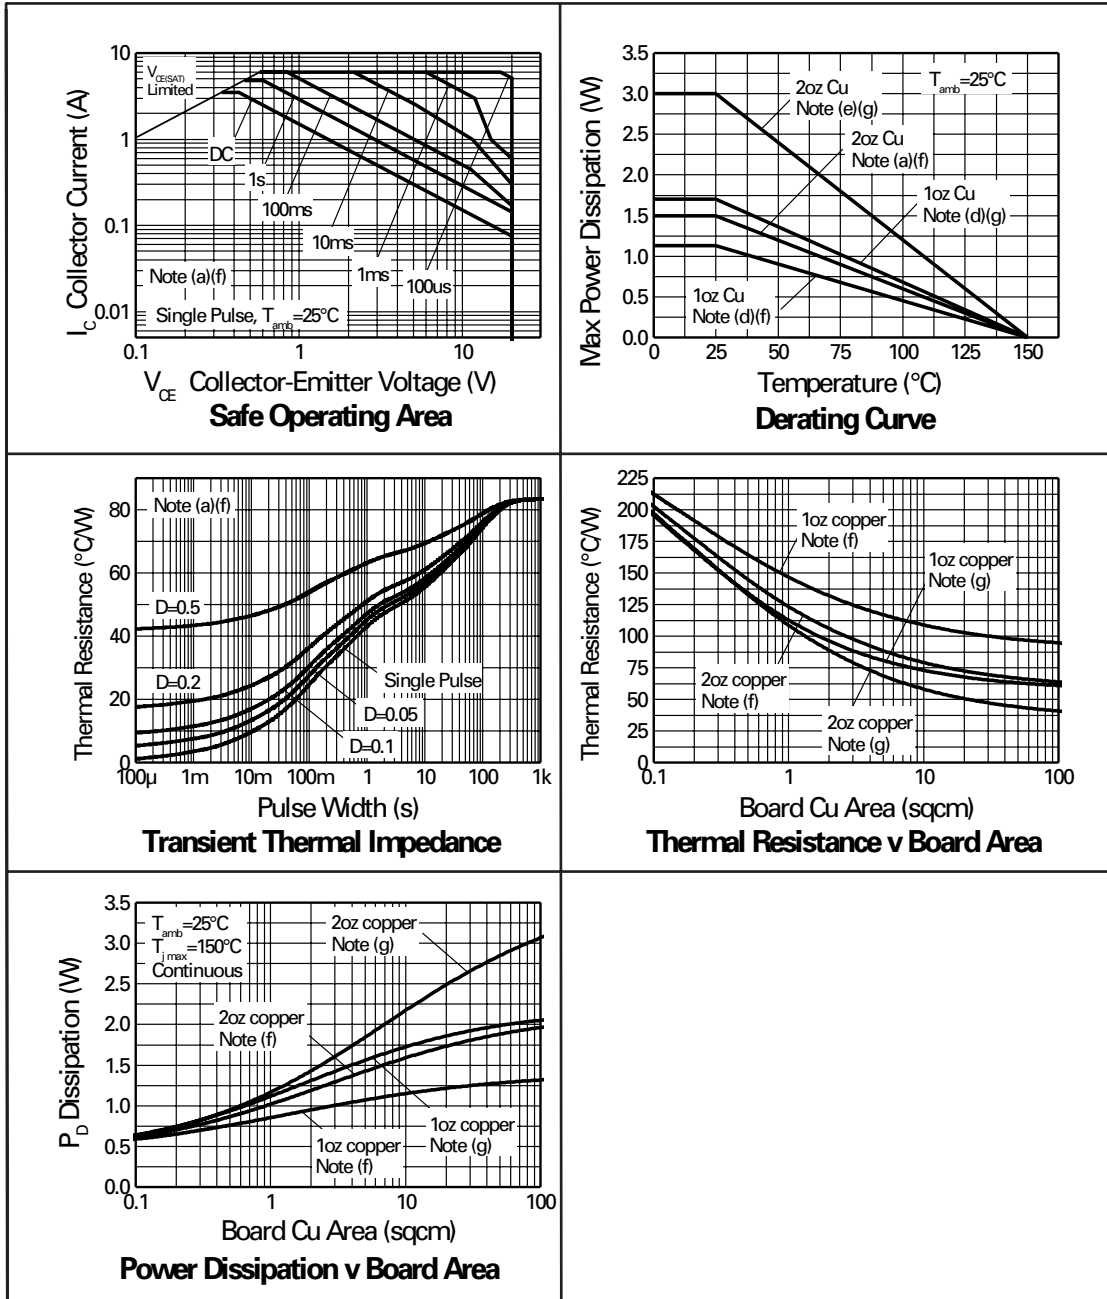 10
1
0.1
0.01
0.1
1
10
I_C Collector Current (A)
V_CE(SAT)
Limited
DC
1s
100ms
10ms
1ms
100us
Note (a)(f)
Single Pulse, T_amb=25°C
V_CE Collector-Emitter Voltage (V)
Safe Operating Area
3.5
3.0
2.5
2.0
1.5
1.0
0.5
0.0
0
25
50
75
100
125
150
Max Power Dissipation (W)
T_amb=25°C
2oz Cu
Note (e)(g)
2oz Cu
Note (a)(f)
1oz Cu
Note (d)(g)
1oz Cu
Note (d)(f)
Temperature (°C)
Derating Curve
80
60
40
20
0
100µ
1m
10m
100m
1
10
100
1k
Thermal Resistance (°C/W)
Note (a)(f)
D=0.5
D=0.2
Single Pulse
D=0.05
D=0.1
Pulse Width (s)
Transient Thermal Impedance
225
200
175
150
125
100
75
50
25
0
0.1
1
10
100
Thermal Resistance (°C/W)
1oz copper
Note (f)
1oz copper
Note (g)
2oz copper
Note (f)
2oz copper
Note (g)
Board Cu Area (sqcm)
Thermal Resistance v Board Area
3.5
3.0
2.5
2.0
1.5
1.0
0.5
0.0
0.1
1
10
100
P_D Dissipation (W)
T_amb=25°C
T_j max=150°C
Continuous
2oz copper
Note (g)
2oz copper
Note (f)
1oz copper
Note (g)
1oz copper
Note (f)
Board Cu Area (sqcm)
Power Dissipation v Board Area